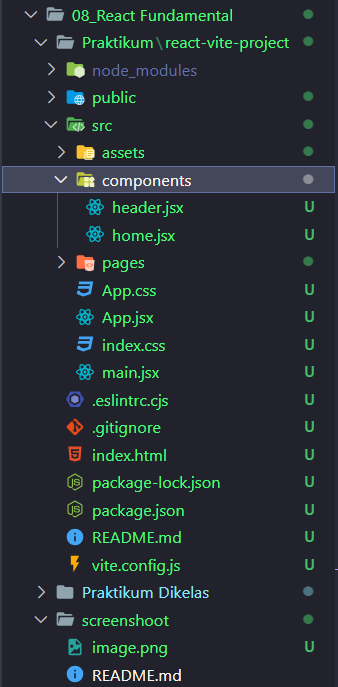 08_React Fundamental
Praktikum\react-vite-project
node_modules
public
src
assets
components
header.jsx U
home.jsx U
pages
App.css U
App.jsx U
index.css U
main.jsx U
.eslintrc.cjs U
.gitignore U
index.html U
package-lock.json U
package.json U
README.md U
vite.config.js U
Praktikum Dikelas
screenshoot
image.png U
README.md